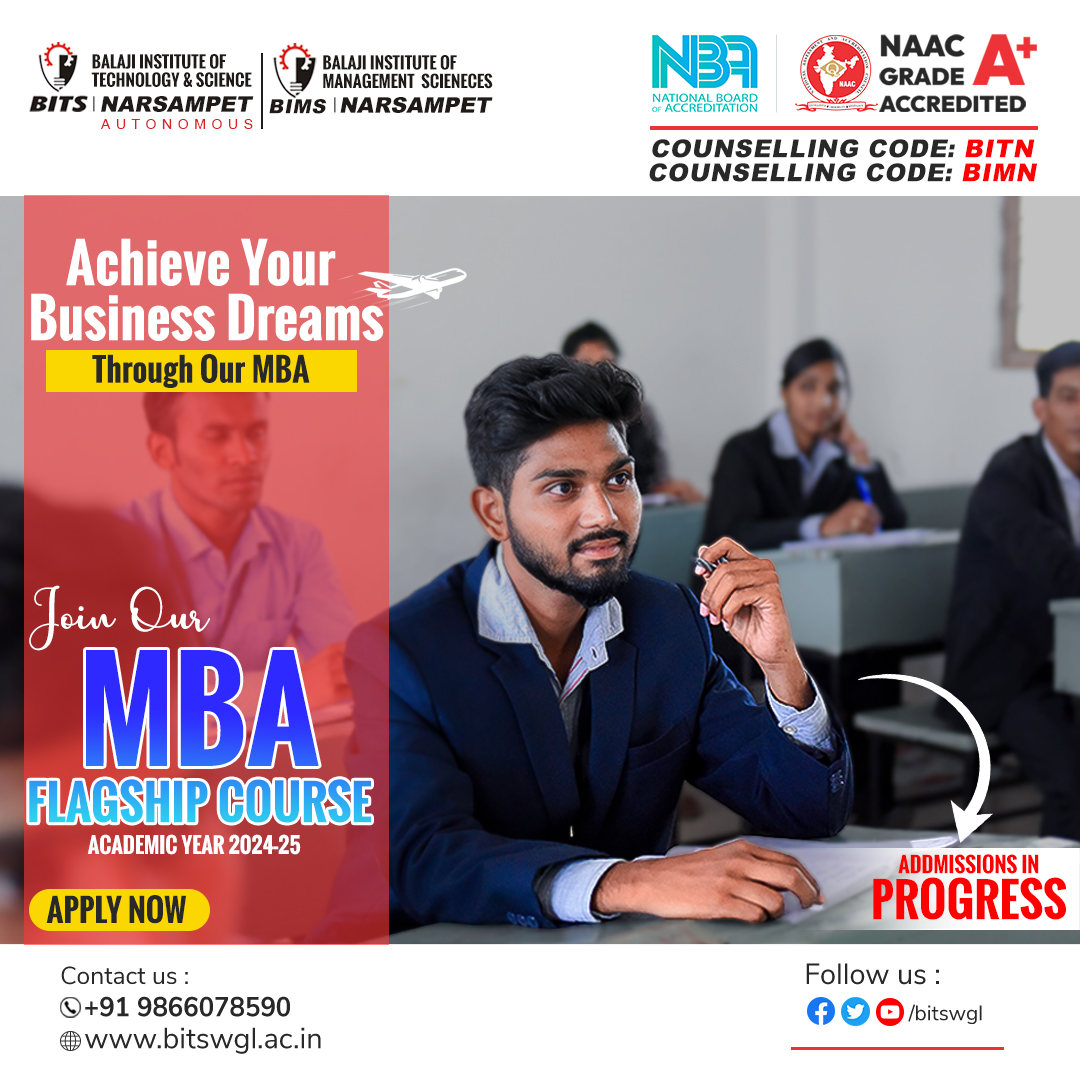 BALAJI INSTITUTE OF
TECHNOLOGY & SCIENCE
BITS | NARSAMPET
AUTONOMOUS
BALAJI INSTITUTE OF
MANAGEMENT SCIENECES
BIMS | NARSAMPET
NBA
NATIONAL BOARD
OF ACCREDITATION
NAAC
NAAC
GRADE
ACCREDITED
A+
COUNSELLING CODE: BITN
COUNSELLING CODE: BIMN
Achieve Your
Business Dreams
Through Our MBA
Join Our
MBA
FLAGSHIP COURSE
ACADEMIC YEAR 2024-25
APPLY NOW
ADDMISSIONS IN
PROGRESS
Contact us :
+91 9866078590
www.bitswgl.ac.in
Follow us :
/bitswgl